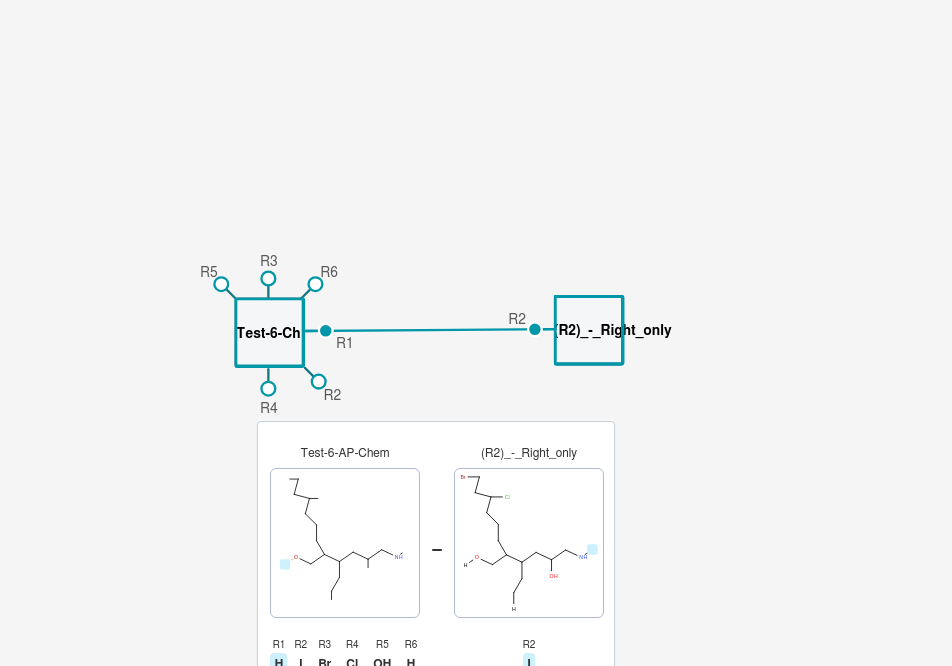 R3
R5
R6
Test-6-Ch
R1
R2
(R2)_-_Right_only
R2
R4
Test-6-AP-Chem
(R2)_-_Right_only
Br
Cl
O
NH
H
O
NH
OH
H
R1 R2 R3 R4 R5 R6
R2
H I Br Cl OH H
I